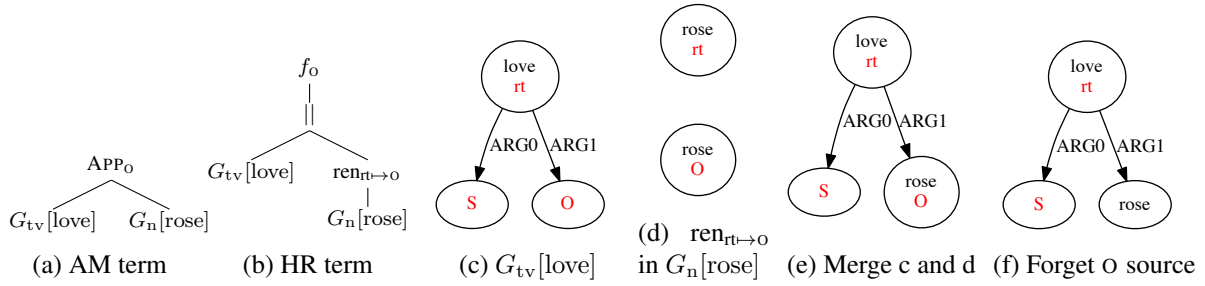 APP_O
G_tv[love] G_n[rose]
(a) AM term
f_O
||
G_tv[love] ren_rt↦O
G_n[rose]
(b) HR term
love
rt
ARG0 ARG1
S O
(c) G_tv[love]
rose
rt
rose
O
(d) ren_rt↦O
in G_n[rose]
love
rt
ARG0 ARG1
S rose
O
(e) Merge c and d
love
rt
ARG0 ARG1
S rose
(f) Forget O source